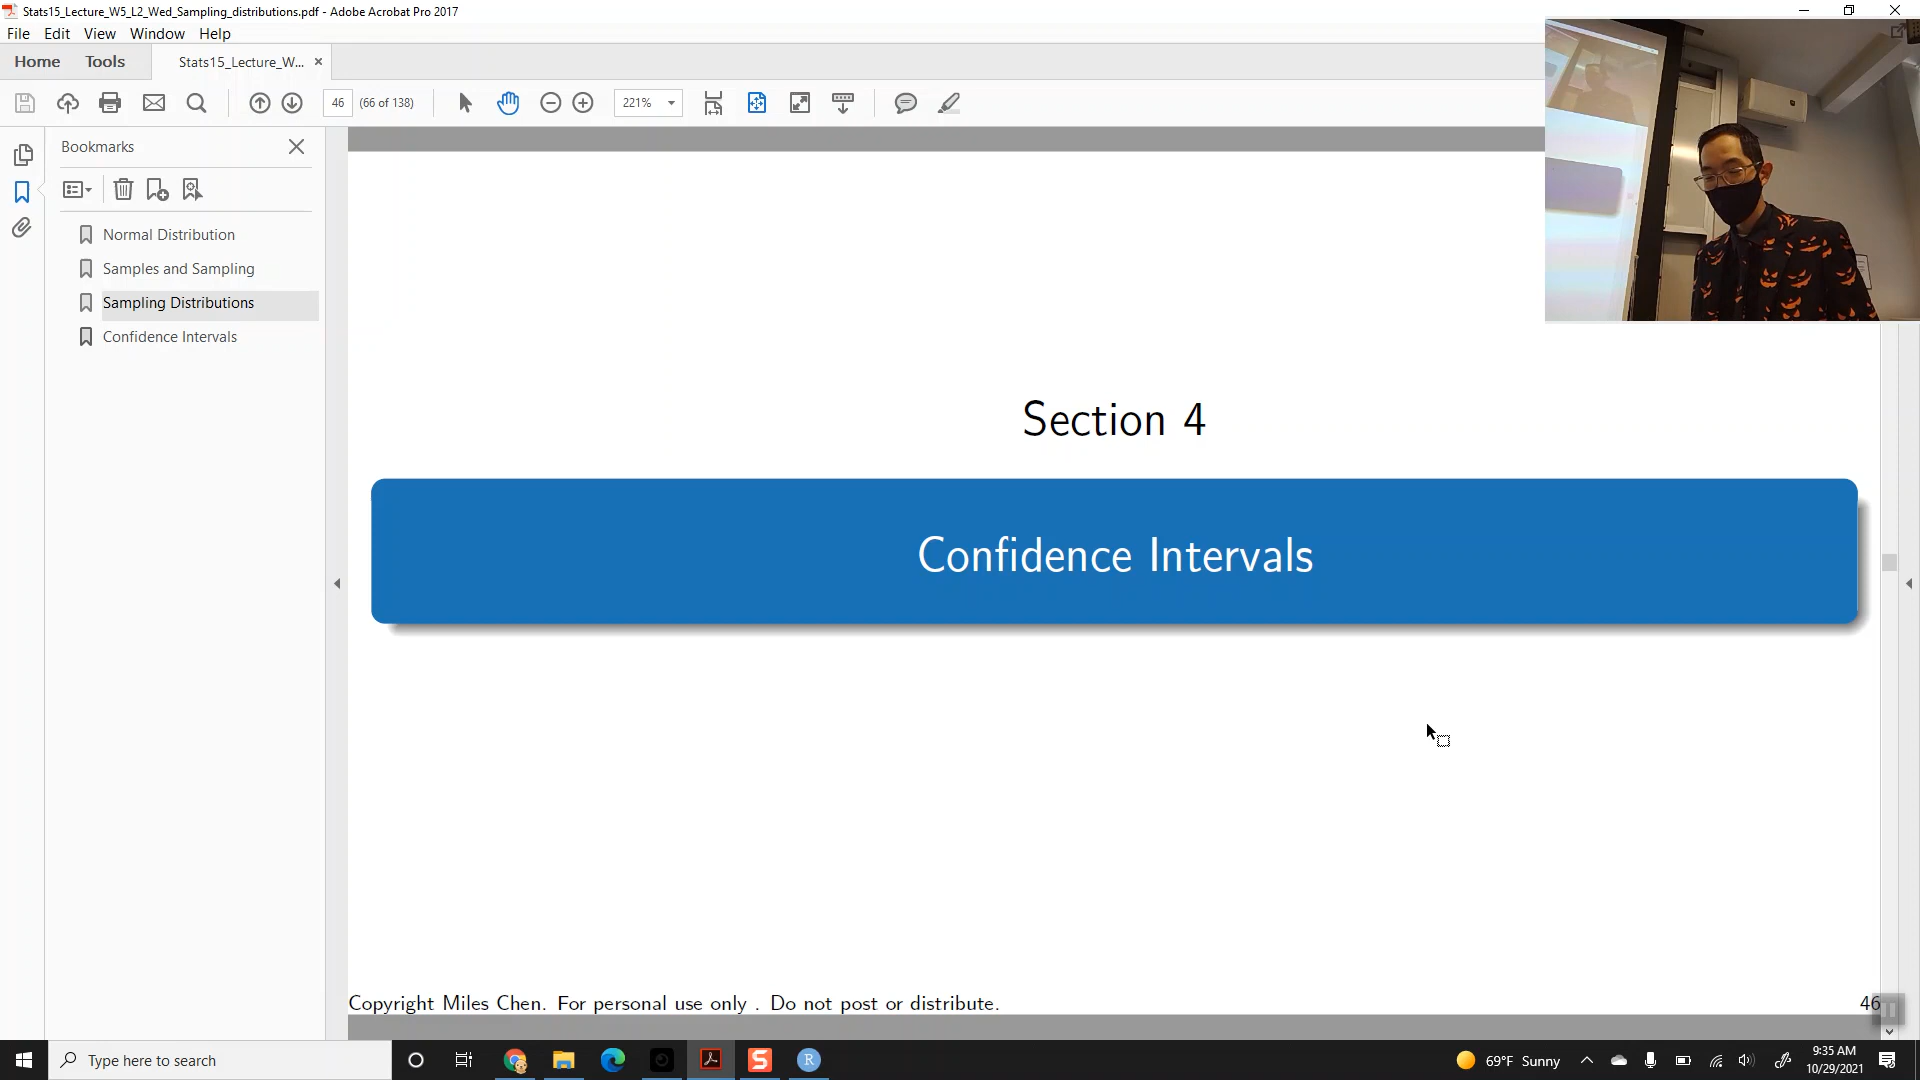 Stats15_Lecture_W5_L2_Wed_Sampling_distributions.pdf - Adobe Acrobat Pro 2017
File Edit View Window Help
Home Tools Stats15_Lecture_W... ×
46 (66 of 138) 221%
Bookmarks
Normal Distribution
Samples and Sampling
Sampling Distributions
Confidence Intervals
Section 4
Confidence Intervals
Copyright Miles Chen. For personal use only . Do not post or distribute.
46
Type here to search
S
R
69°F Sunny
9:35 AM
10/29/2021